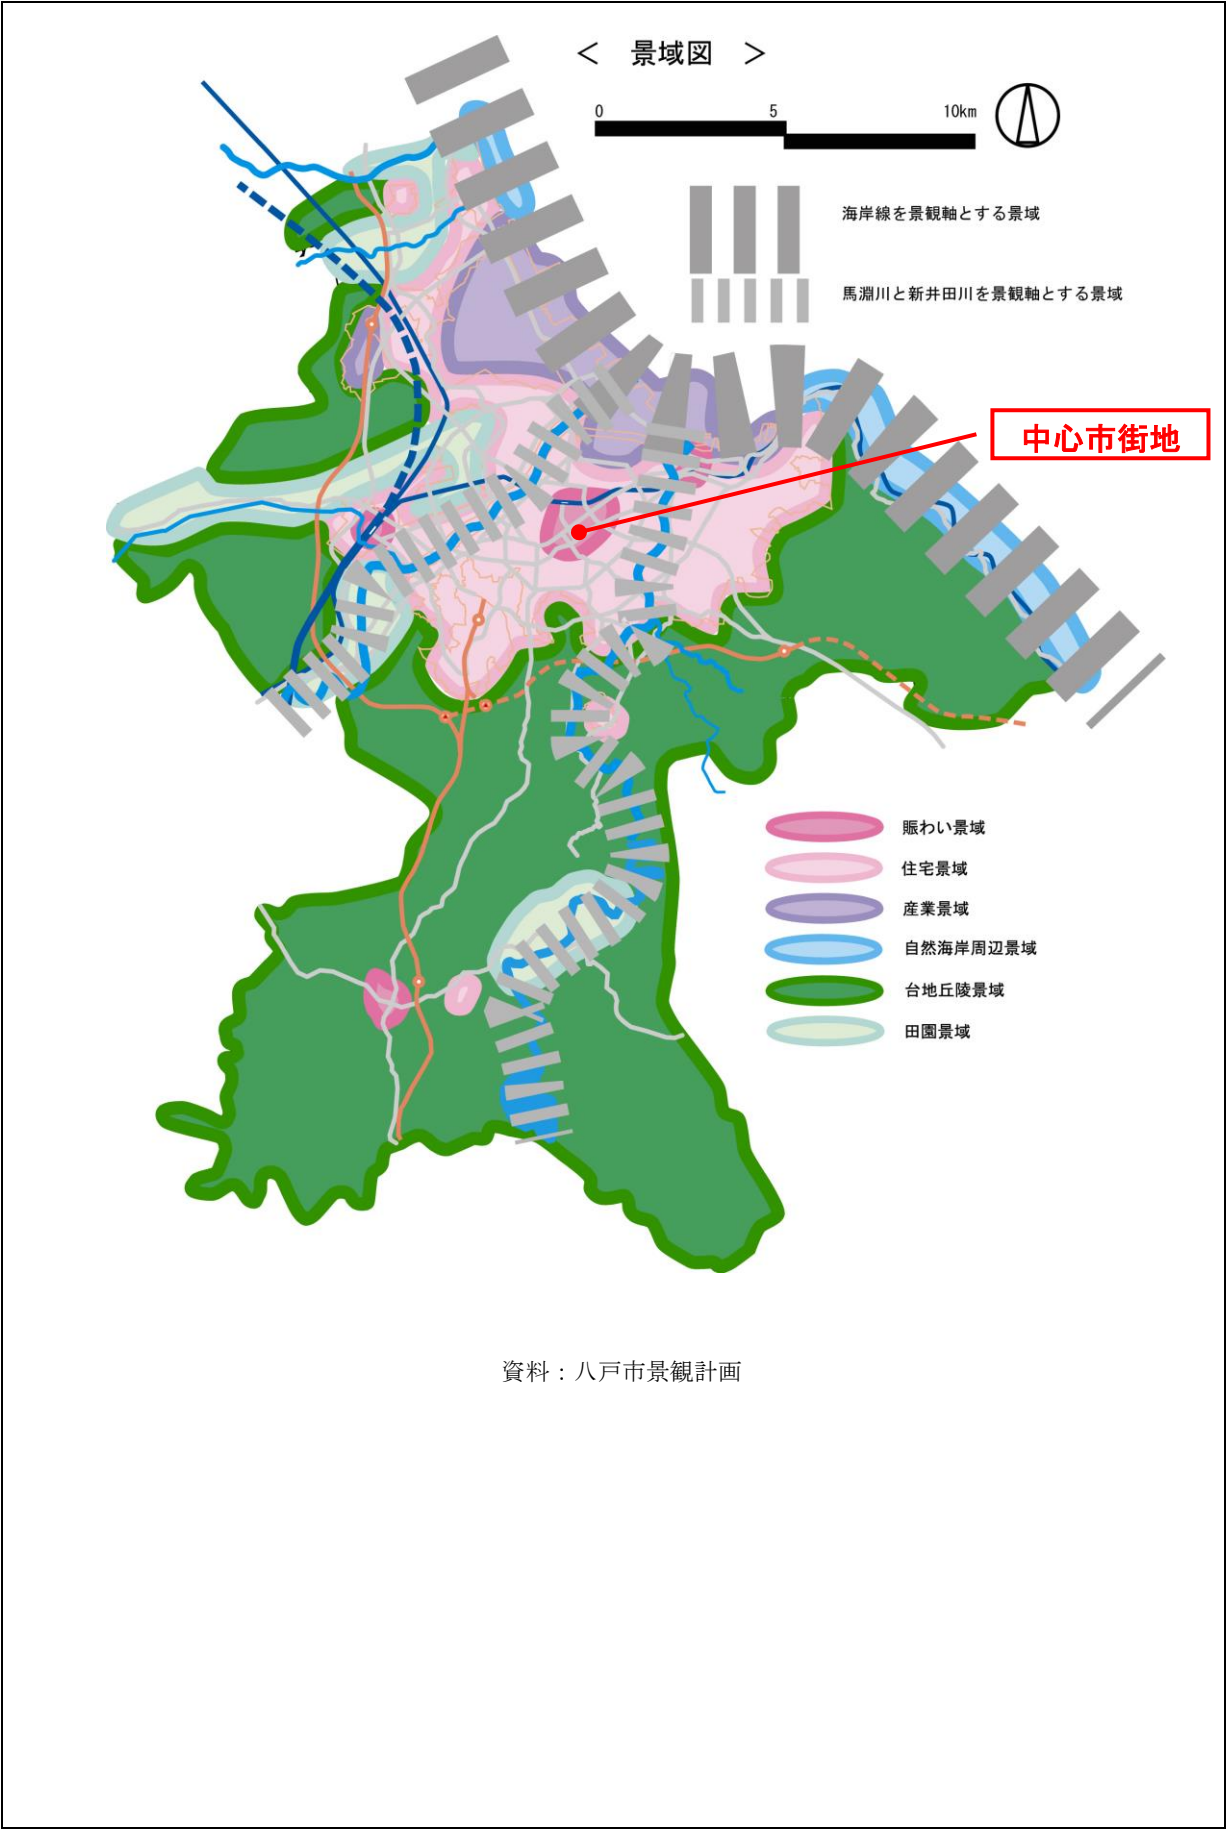 ＜　景域図　＞
0　5　10km
海岸線を景観軸とする景域
馬淵川と新井田川を景観軸とする景域
中心市街地
賑わい景域
住宅景域
産業景域
自然海岸周辺景域
台地丘陵景域
田園景域
資料：八戸市景観計画